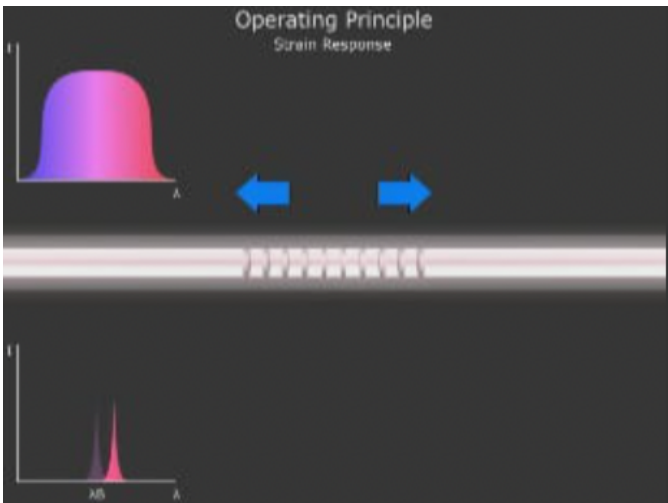 Operating Principle
Strain Response
I
λ
I
λB
λ